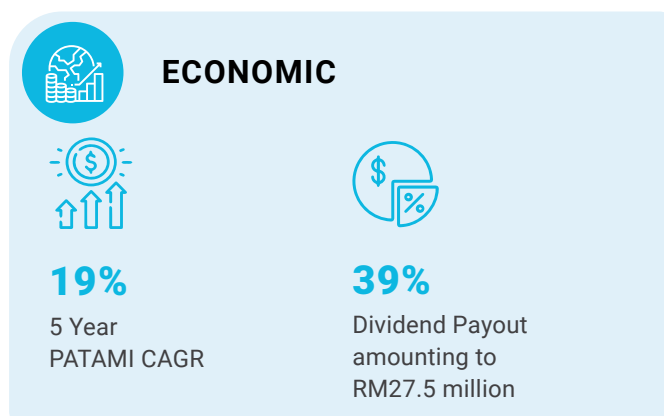 ECONOMIC
$
19%
5 Year
PATAMI CAGR
$
%
39%
Dividend Payout
amounting to
RM27.5 million